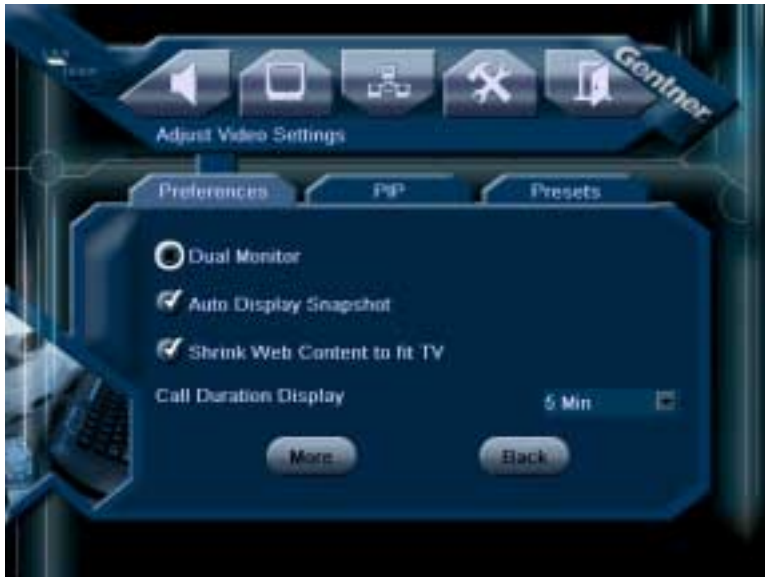 Gentner
Adjust Video Settings
Preferences PIP Presets
Dual Monitor
Auto Display Snapshot
Shrink Web Content to fit TV
Call Duration Display 5 Min
More Back